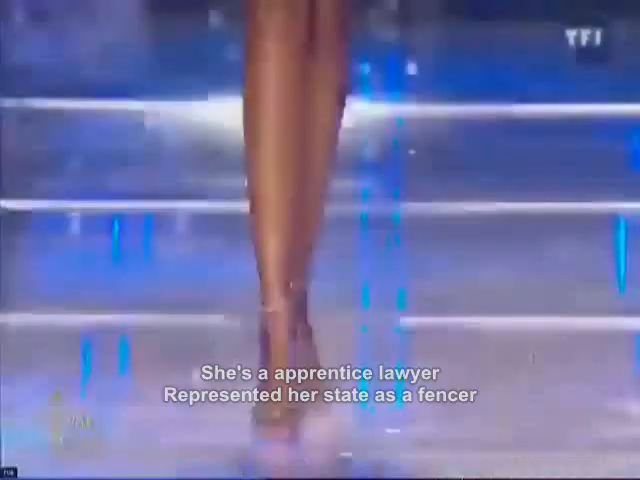 TF1
She's a apprentice lawyer
Represented her state as a fencer